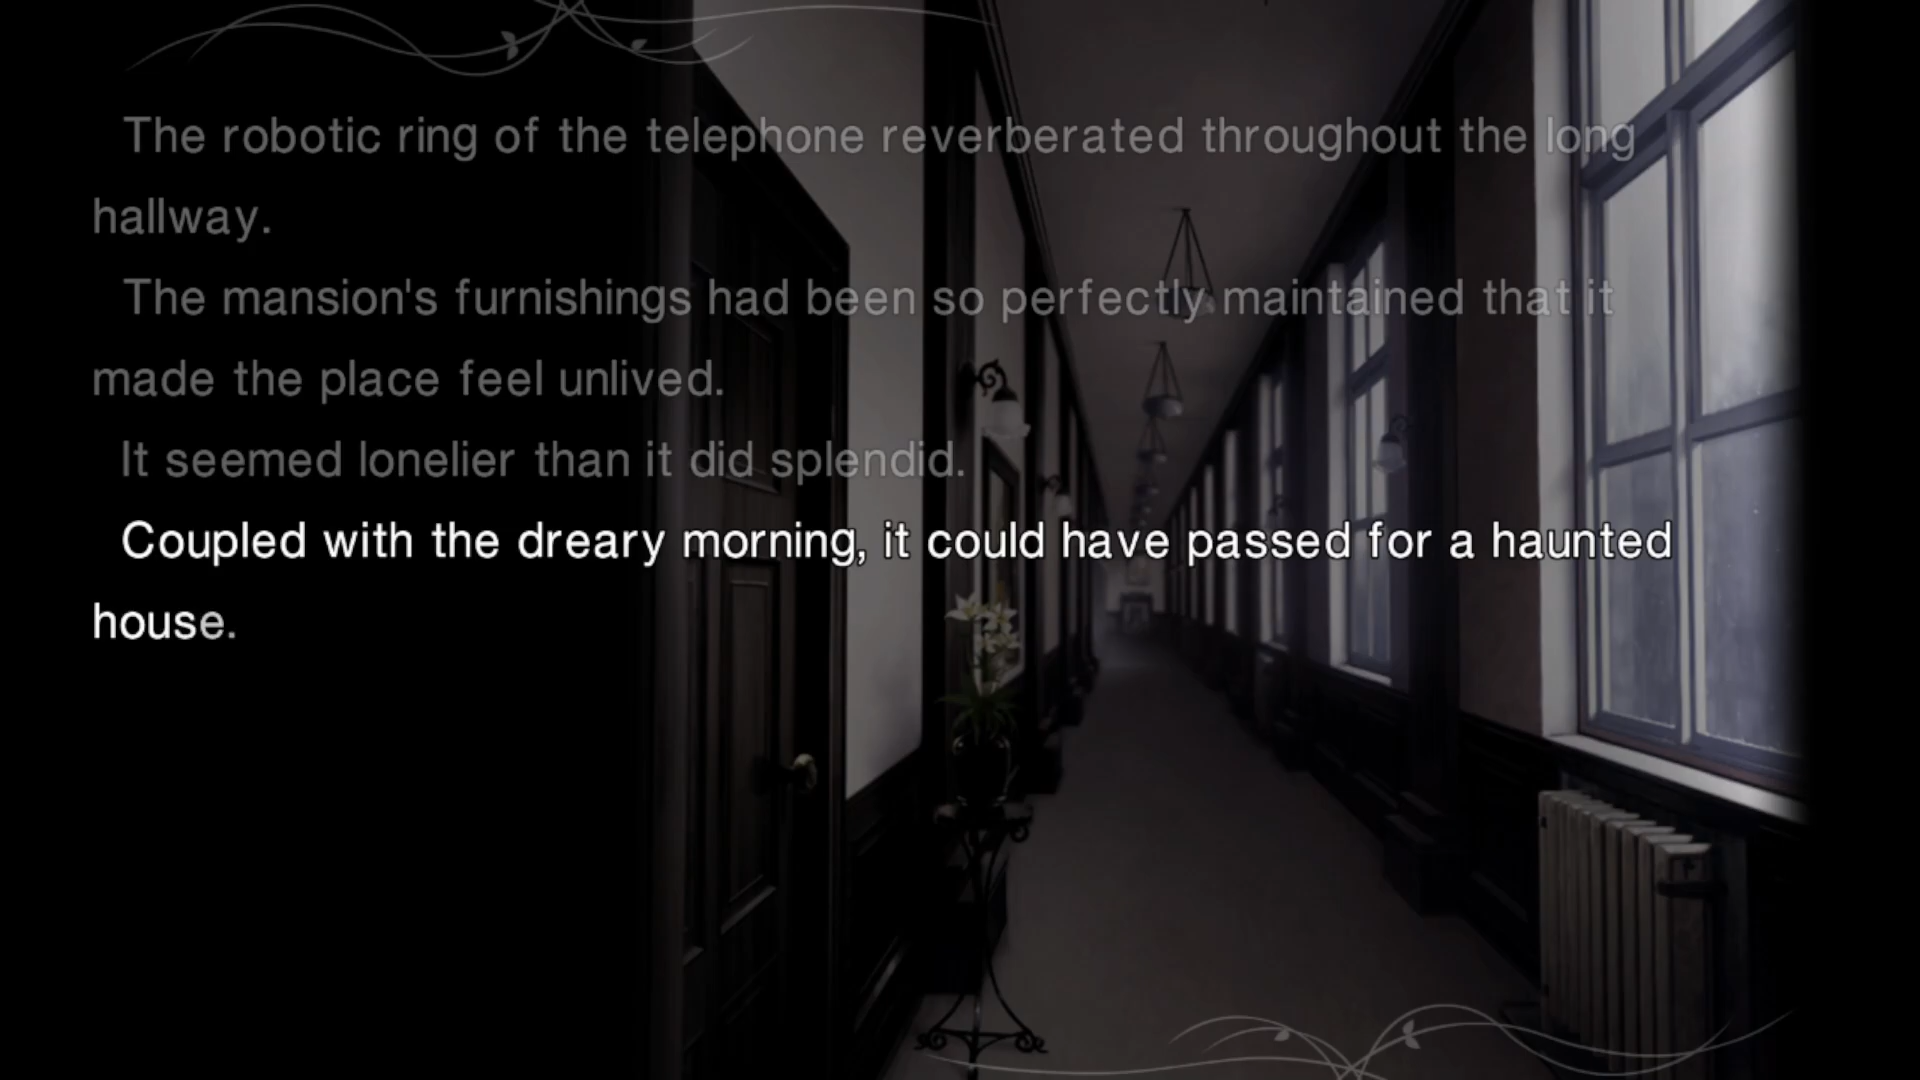 The robotic ring of the telephone reverberated throughout the long
hallway.
The mansion's furnishings had been so perfectly maintained that it
made the place feel unlived.
It seemed lonelier than it did splendid.
Coupled with the dreary morning, it could have passed for a haunted
house.